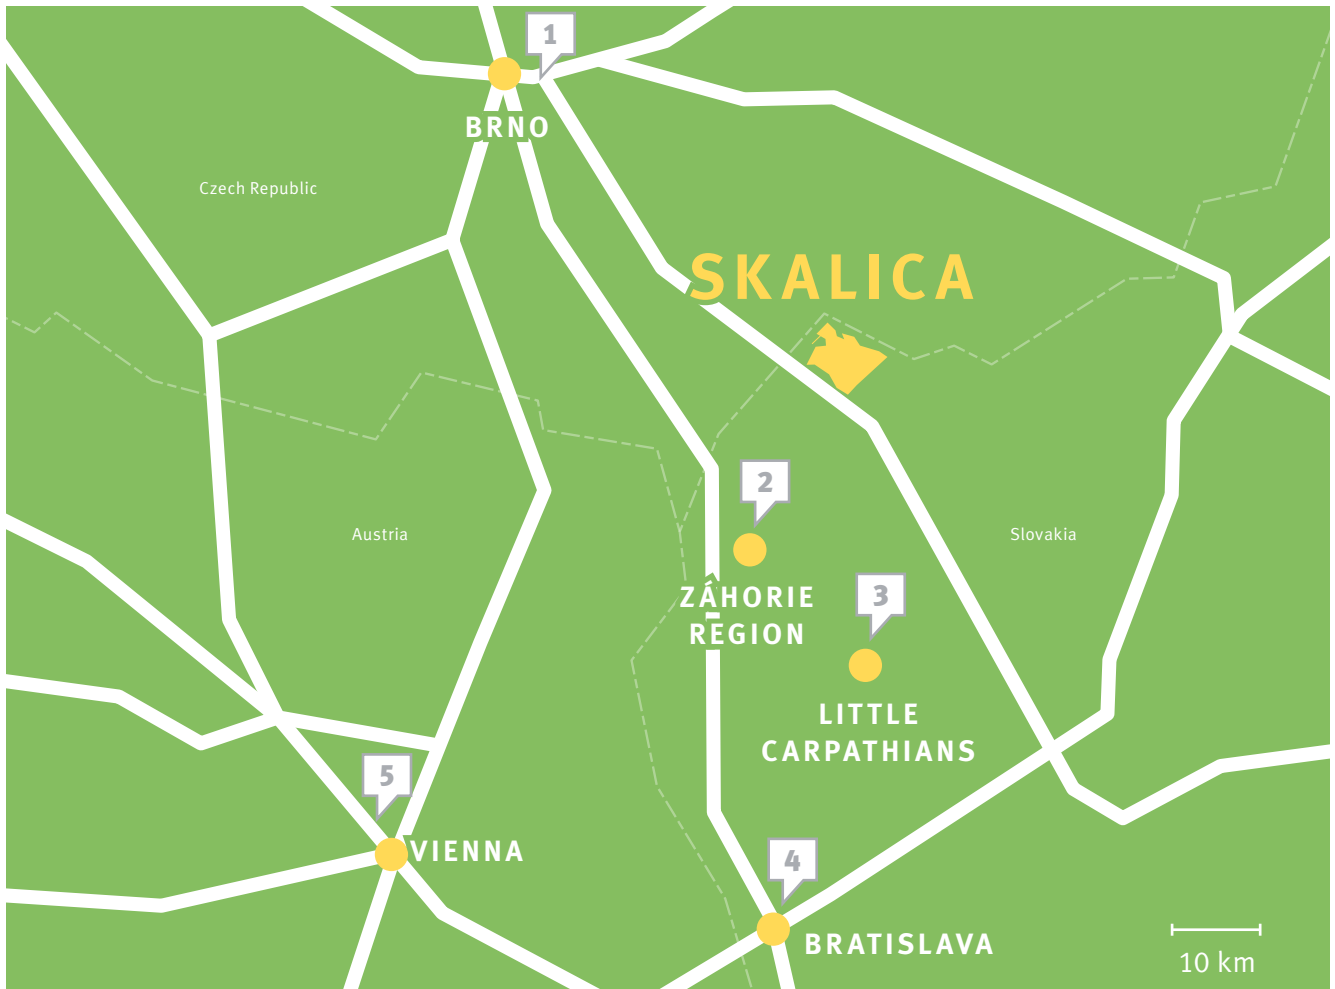 1
BRNO
Czech Republic
SKALICA
2
Austria
Slovakia
ZÁHORIE
REGION
3
LITTLE
CARPATHIANS
5
VIENNA
4
BRATISLAVA
10 km